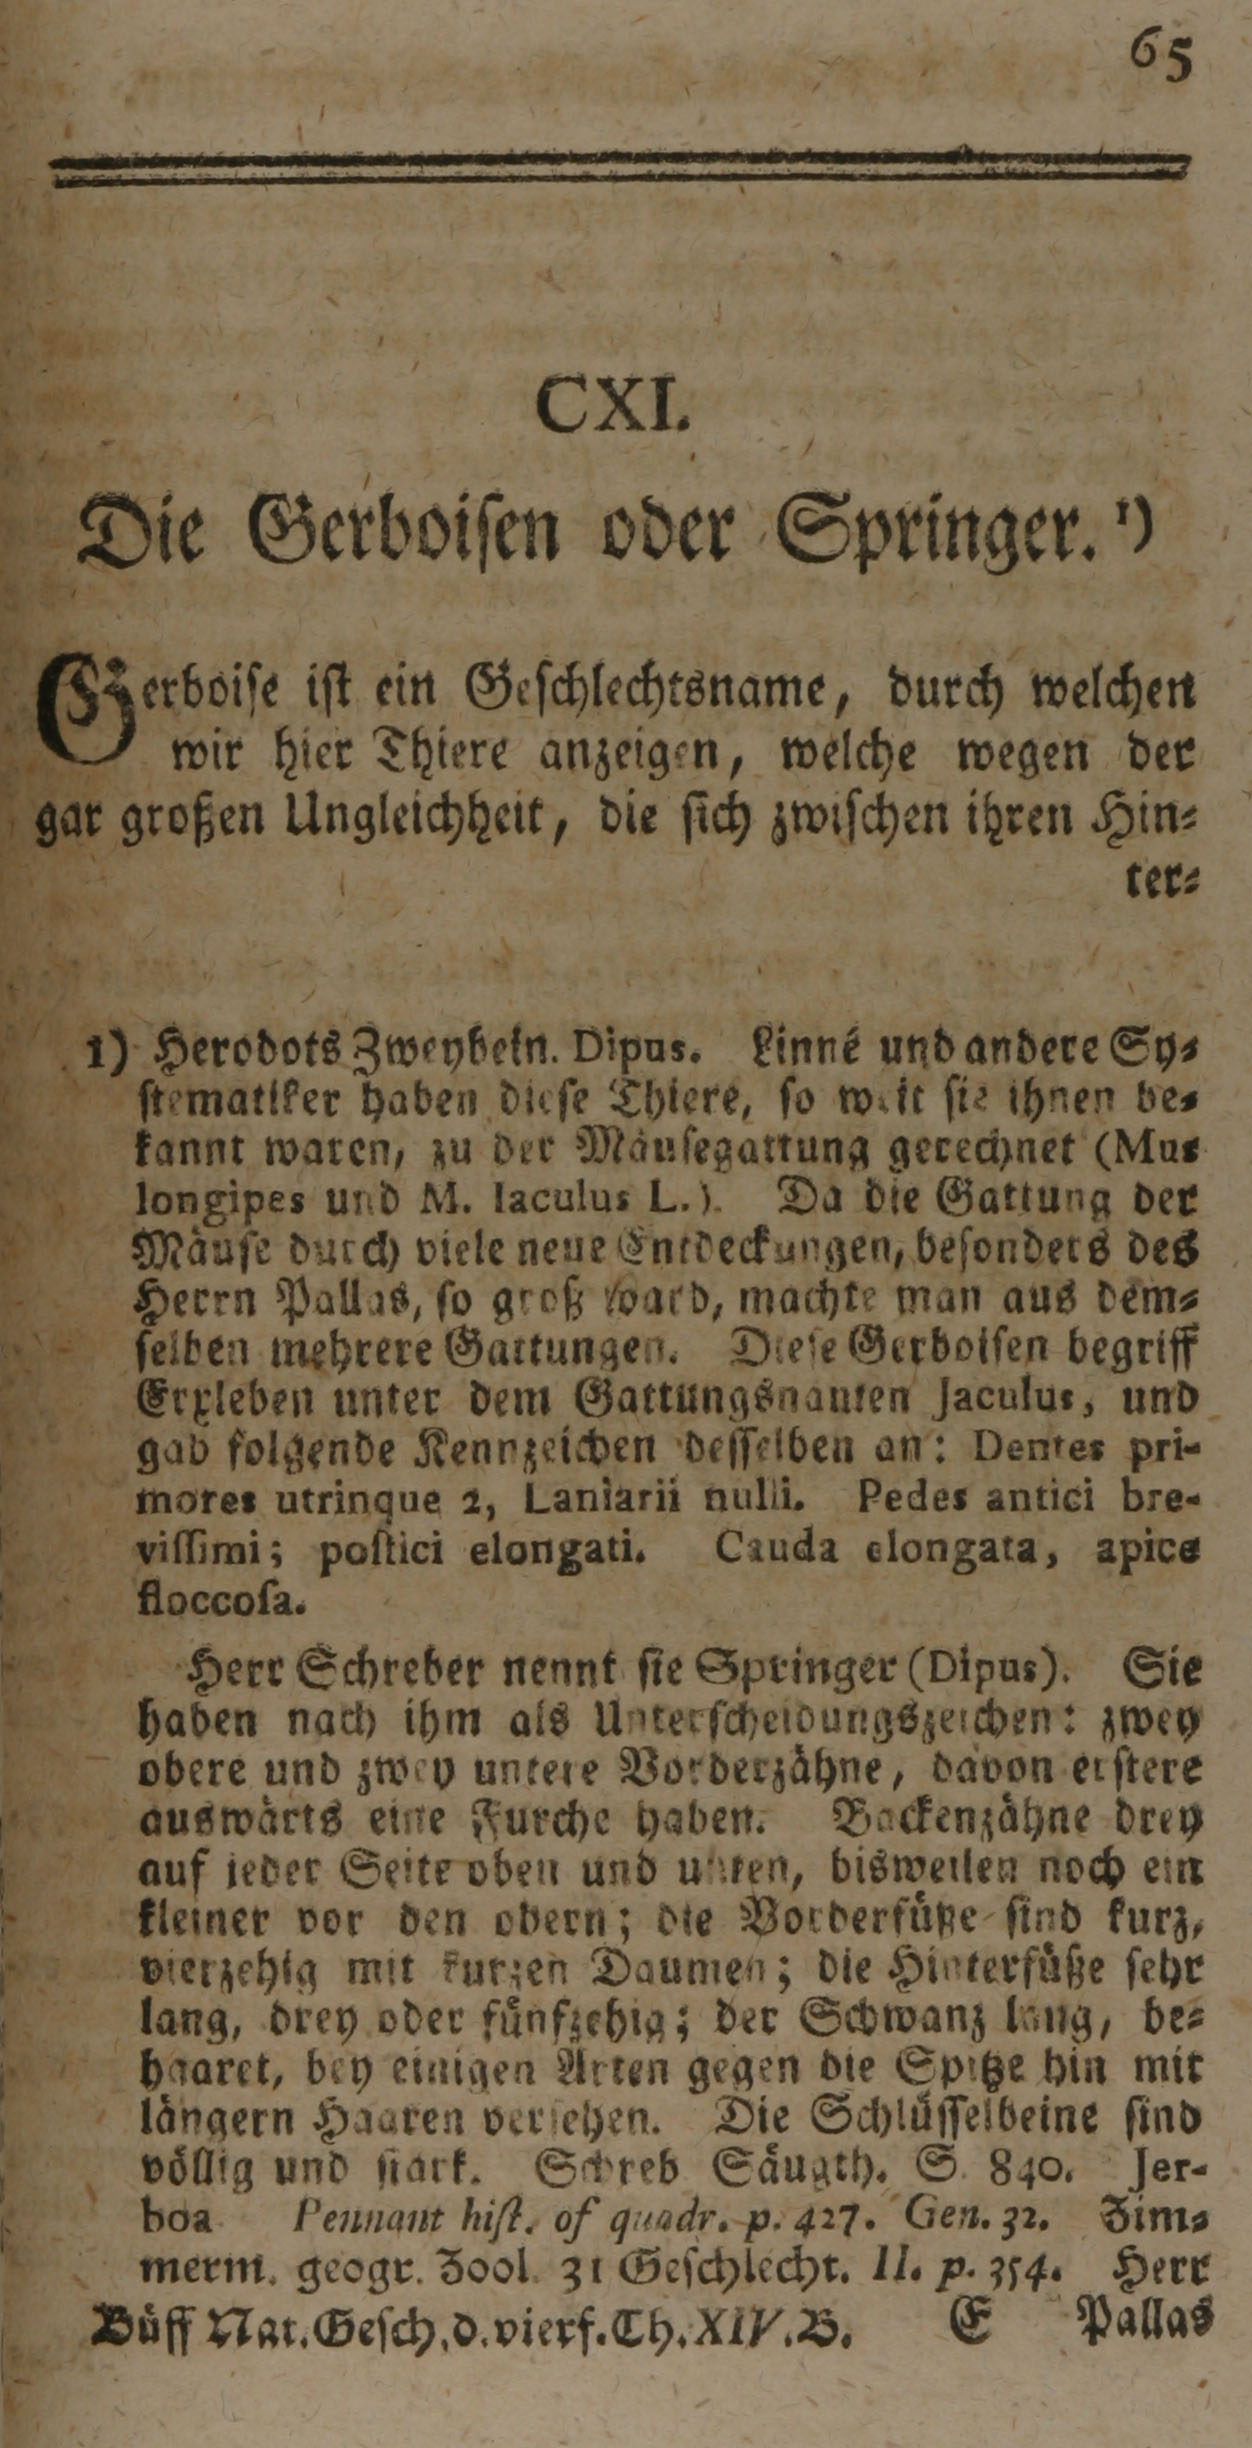 65
CXI.
Die Gerboisen oder Springer. 1)
Gerboise ist ein Geschlechtsname, durch welchen
wir hier Thiere anzeigen, welche wegen der
gar großen Ungleichheit, die sich zwischen ihren Hin-
ter-
1) Herodots Zweybein. Dipus. Linné und andere Sy-
stematiker haben diese Thiere, so weit sie ihnen be-
kannt waren, zu der Mäusegattung gerechnet (Mus
longipes und M. Iaculus L.). Da die Gattung der
Mäuse durch viele neue Entdeckungen, besonders des
Herrn Pallas, so groß ward, machte man aus dem-
selben mehrere Gattungen. Diese Gerboisen begriff
Erxleben unter dem Gattungsnamen Jaculus, und
gab folgende Kennzeichen desselben an: Dentes pri-
mores utrinque 2, Laniarii nulli. Pedes antici bre-
viſſimi; poſtici elongati. Cauda elongata, apice
floccoſa.
Herr Schreber nennt sie Springer (Dipus). Sie
haben nach ihm als Unterscheidungszeichen: zwey
obere und zwey untere Vorderzähne, davon erstere
auswärts eine Furche haben. Backenzähne drey
auf jeder Seite oben und unten, bisweilen noch ein
kleiner vor den obern; die Vorderfüße sind kurz,
vierzehig mit kurzen Daumen; die Hinterfüße sehr
lang, drey oder fünfzehig; der Schwanz lang, be-
haaret, bey einigen Arten gegen die Spitze hin mit
längern Haaren versehen. Die Schlüsselbeine sind
völlig und stark. Schreb Säugth. S. 840. Jer-
boa Pennant hiſt. of quadr. p. 427. Gen. 32. Zim-
merm. geogr. Zool. 31 Geschlecht. II. p. 354. Herr
Büff Nat. Gesch. d. vierf. Th. XIV. B. E Pallas